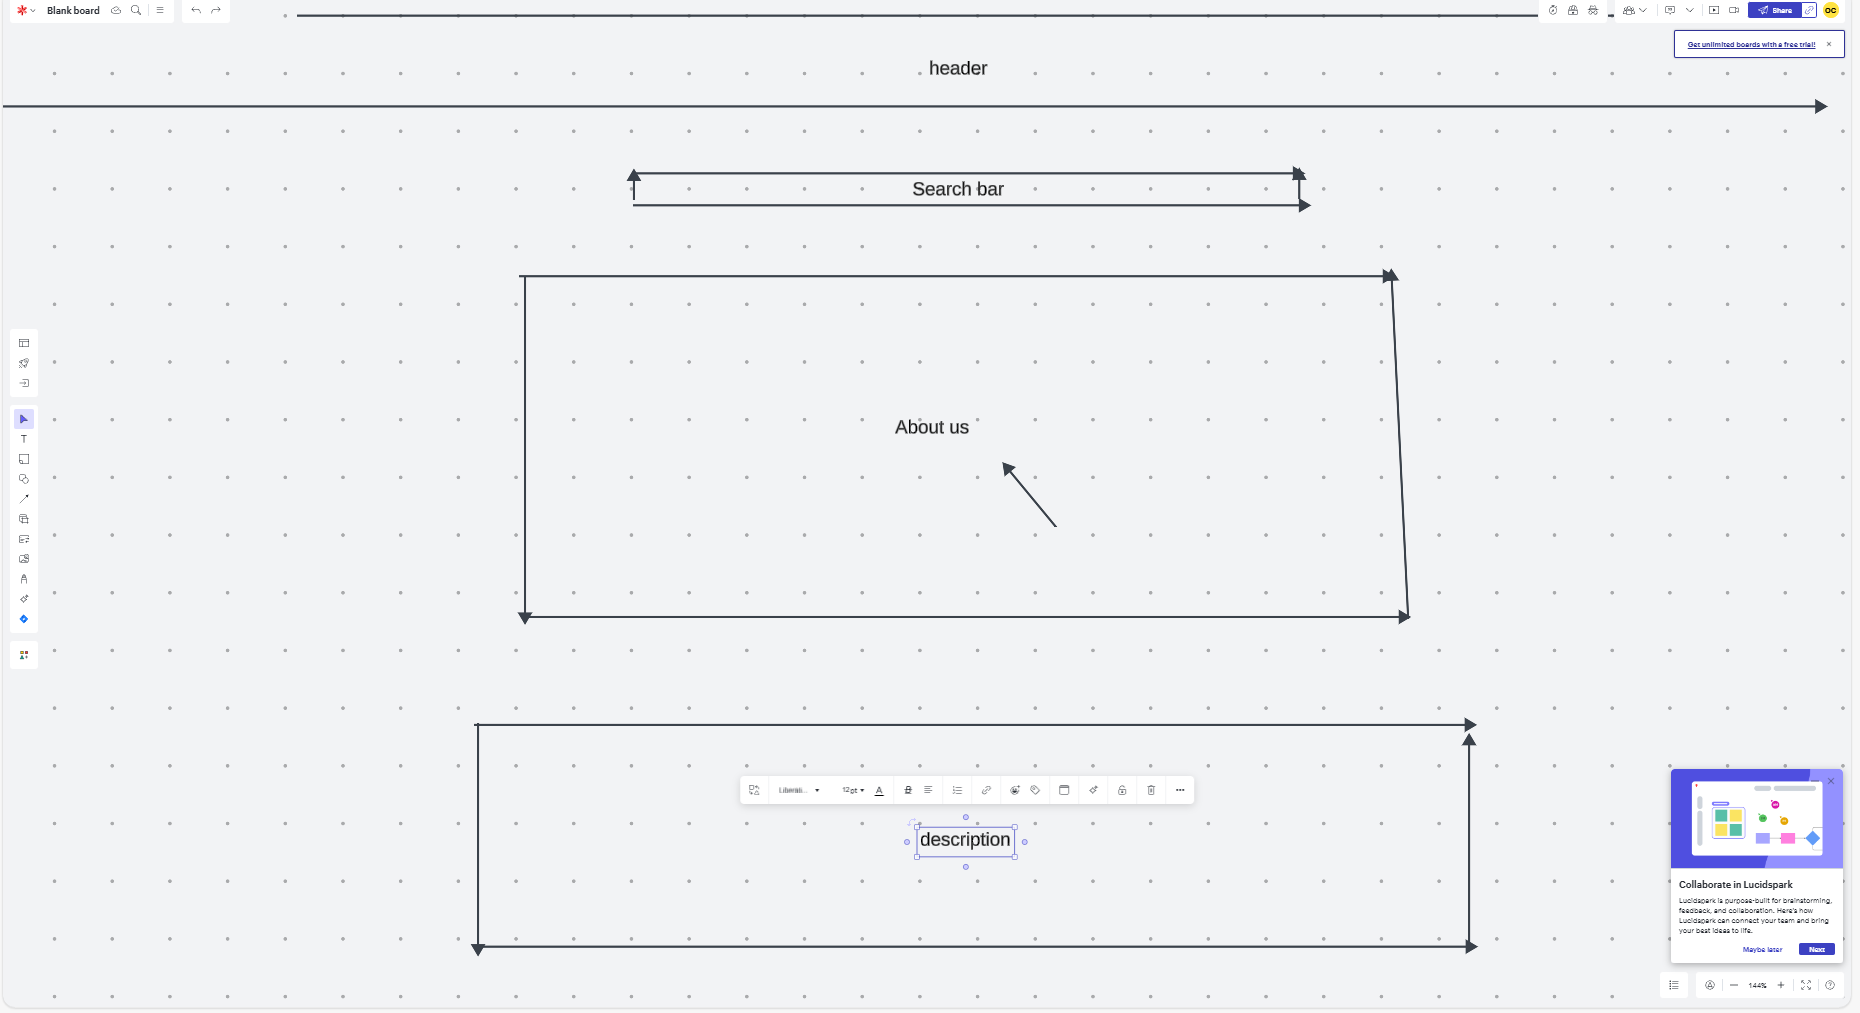 Blank board
Share
OC
Get unlimited boards with a free trial!
header
Search bar
About us
Liberati...
12 pt
A
description
Collaborate in Lucidspark
Lucidspark is purpose-built for brainstorming,
feedback, and collaboration. Here's how
Lucidspark can connect your team and bring
your best ideas to life.
Maybe later
Next
144%